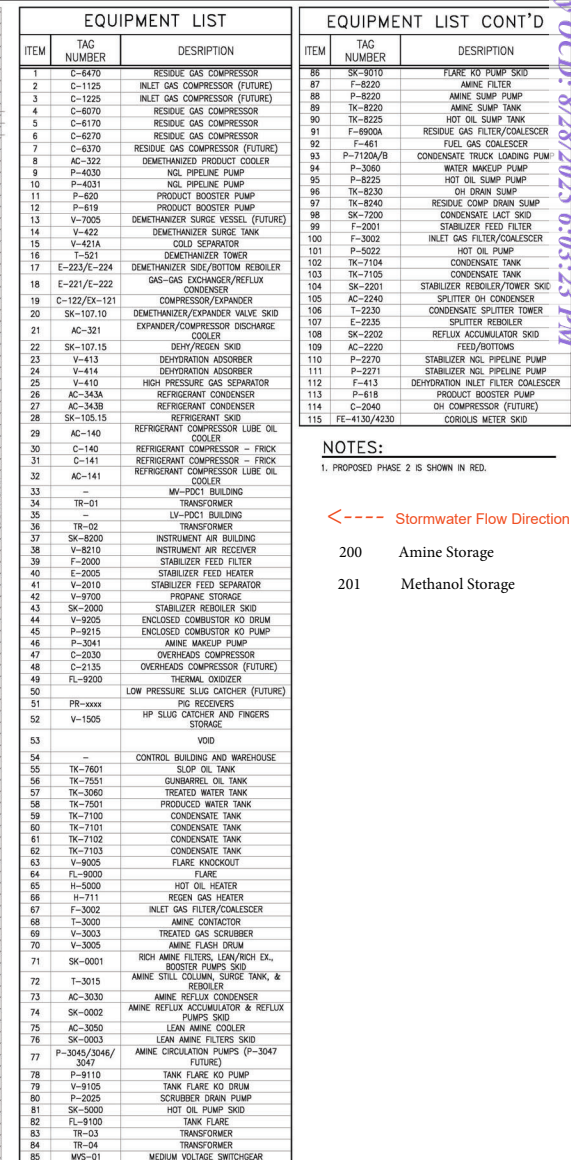 EQUIPMENT LIST
ITEM TAG NUMBER DESRIPTION
1 C-6470 RESIDUE GAS COMPRESSOR
2 C-1125 INLET GAS COMPRESSOR (FUTURE)
3 C-1225 INLET GAS COMPRESSOR (FUTURE)
4 C-6070 RESIDUE GAS COMPRESSOR
5 C-6170 RESIDUE GAS COMPRESSOR
6 C-6270 RESIDUE GAS COMPRESSOR
7 C-6370 RESIDUE GAS COMPRESSOR (FUTURE)
8 AC-322 DEMETHANIZED PRODUCT COOLER
9 P-4030 NGL PIPELINE PUMP
10 P-4031 NGL PIPELINE PUMP
11 P-620 PRODUCT BOOSTER PUMP
12 P-619 PRODUCT BOOSTER PUMP
13 V-7005 DEMETHANIZER SURGE VESSEL (FUTURE)
14 V-422 DEMETHANIZER SURGE TANK
15 V-421A COLD SEPARATOR
16 T-521 DEMETHANIZER TOWER
17 E-223/E-224 DEMETHANIZER SIDE/BOTTOM REBOILER
18 E-221/E-222 GAS-GAS EXCHANGER/REFLUX CONDENSER
19 C-122/EX-121 COMPRESSOR/EXPANDER
20 SK-107.10 DEMETHANIZER/EXPANDER VALVE SKID
21 AC-321 EXPANDER/COMPRESSOR DISCHARGE COOLER
22 SK-107.15 DEHY/REGEN SKID
23 V-413 DEHYDRATION ADSORBER
24 V-414 DEHYDRATION ADSORBER
25 V-410 HIGH PRESSURE GAS SEPARATOR
26 AC-343A REFRIGERANT CONDENSER
27 AC-343B REFRIGERANT CONDENSER
28 SK-105.15 REFRIGERANT SKID
29 AC-140 REFRIGERANT COMPRESSOR LUBE OIL COOLER
30 C-140 REFRIGERANT COMPRESSOR - FRICK
31 C-141 REFRIGERANT COMPRESSOR - FRICK
32 AC-141 REFRIGERANT COMPRESSOR LUBE OIL COOLER
33 - MV-PDC1 BUILDING
34 TR-01 TRANSFORMER
35 - LV-PDC1 BUILDING
36 TR-02 TRANSFORMER
37 SK-8200 INSTRUMENT AIR BUILDING
38 V-8210 INSTRUMENT AIR RECEIVER
39 F-2000 STABILIZER FEED FILTER
40 E-2005 STABILIZER FEED HEATER
41 V-2010 STABILIZER FEED SEPARATOR
42 V-9700 PROPANE STORAGE
43 SK-2000 STABILIZER REBOILER SKID
44 V-9205 ENCLOSED COMBUSTOR KO DRUM
45 P-9215 ENCLOSED COMBUSTOR KO PUMP
46 P-3041 AMINE MAKEUP PUMP
47 C-2030 OVERHEADS COMPRESSOR
48 C-2135 OVERHEADS COMPRESSOR (FUTURE)
49 FL-9200 THERMAL OXIDIZER
50 LOW PRESSURE SLUG CATCHER (FUTURE)
51 PR-xxxx PIG RECEIVERS
52 V-1505 HP SLUG CATCHER AND FINGERS STORAGE
53 VOID
54 - CONTROL BUILDING AND WAREHOUSE
55 TK-7601 SLOP OIL TANK
56 TK-7551 GUNBARREL OIL TANK
57 TK-3060 TREATED WATER TANK
58 TK-7501 PRODUCED WATER TANK
59 TK-7100 CONDENSATE TANK
60 TK-7101 CONDENSATE TANK
61 TK-7102 CONDENSATE TANK
62 TK-7103 CONDENSATE TANK
63 V-9005 FLARE KNOCKOUT
64 FL-9000 FLARE
65 H-5000 HOT OIL HEATER
66 H-711 REGEN GAS HEATER
67 F-3002 INLET GAS FILTER/COALESCER
68 T-3000 AMINE CONTACTOR
69 V-3003 TREATED GAS SCRUBBER
70 V-3005 AMINE FLASH DRUM
71 SK-0001 RICH AMINE FILTERS, LEAN/RICH EX., BOOSTER PUMPS SKID
72 T-3015 AMINE STILL COLUMN, SURGE TANK, & REBOILER
73 AC-3030 AMINE REFLUX CONDENSER
74 SK-0002 AMINE REFLUX ACCUMULATOR & REFLUX PUMPS SKID
75 AC-3050 LEAN AMINE COOLER
76 SK-0003 LEAN AMINE FILTERS SKID
77 P-3045/3046/3047 AMINE CIRCULATION PUMPS (P-3047 FUTURE)
78 P-9110 TANK FLARE KO PUMP
79 V-9105 TANK FLARE KO DRUM
80 P-2025 SCRUBBER DRAIN PUMP
81 SK-5000 HOT OIL PUMP SKID
82 FL-9100 TANK FLARE
83 TR-03 TRANSFORMER
84 TR-04 TRANSFORMER
85 MVS-01 MEDIUM VOLTAGE SWITCHGEAR
EQUIPMENT LIST CONT'D
ITEM TAG NUMBER DESRIPTION
86 SK-9010 FLARE KO PUMP SKID
87 F-8220 AMINE FILTER
88 P-8220 AMINE SUMP PUMP
89 TK-8220 AMINE SUMP TANK
90 TK-8225 HOT OIL SUMP TANK
91 F-6900A RESIDUE GAS FILTER/COALESCER
92 F-461 FUEL GAS COALESCER
93 P-7120A/B CONDENSATE TRUCK LOADING PUMP
94 P-3060 WATER MAKEUP PUMP
95 P-8225 HOT OIL SUMP PUMP
96 TK-8230 OH DRAIN SUMP
97 TK-8240 RESIDUE COMP DRAIN SUMP
98 SK-7200 CONDENSATE LACT SKID
99 F-2001 STABILIZER FEED FILTER
100 F-3002 INLET GAS FILTER/COALESCER
101 P-5022 HOT OIL PUMP
102 TK-7104 CONDENSATE TANK
103 TK-7105 CONDENSATE TANK
104 SK-2201 STABILIZER REBOILER/TOWER SKID
105 AC-2240 SPLITTER OH CONDENSER
106 T-2230 CONDENSATE SPLITTER TOWER
107 E-2235 SPLITTER REBOILER
108 SK-2202 REFLUX ACCUMULATOR SKID
109 AC-2220 FEED/BOTTOMS
110 P-2270 STABILIZER NGL PIPELINE PUMP
111 P-2271 STABILIZER NGL PIPELINE PUMP
112 F-413 DEHYDRATION INLET FILTER COALESCER
113 P-618 PRODUCT BOOSTER PUMP
114 C-2040 OH COMPRESSOR (FUTURE)
115 FE-4130/4230 CORIOLIS METER SKID
NOTES:
1. PROPOSED PHASE 2 IS SHOWN IN RED.
<---- Stormwater Flow Direction
200 Amine Storage
201 Methanol Storage
OCD: 8/28/2025 6:03:23 PM